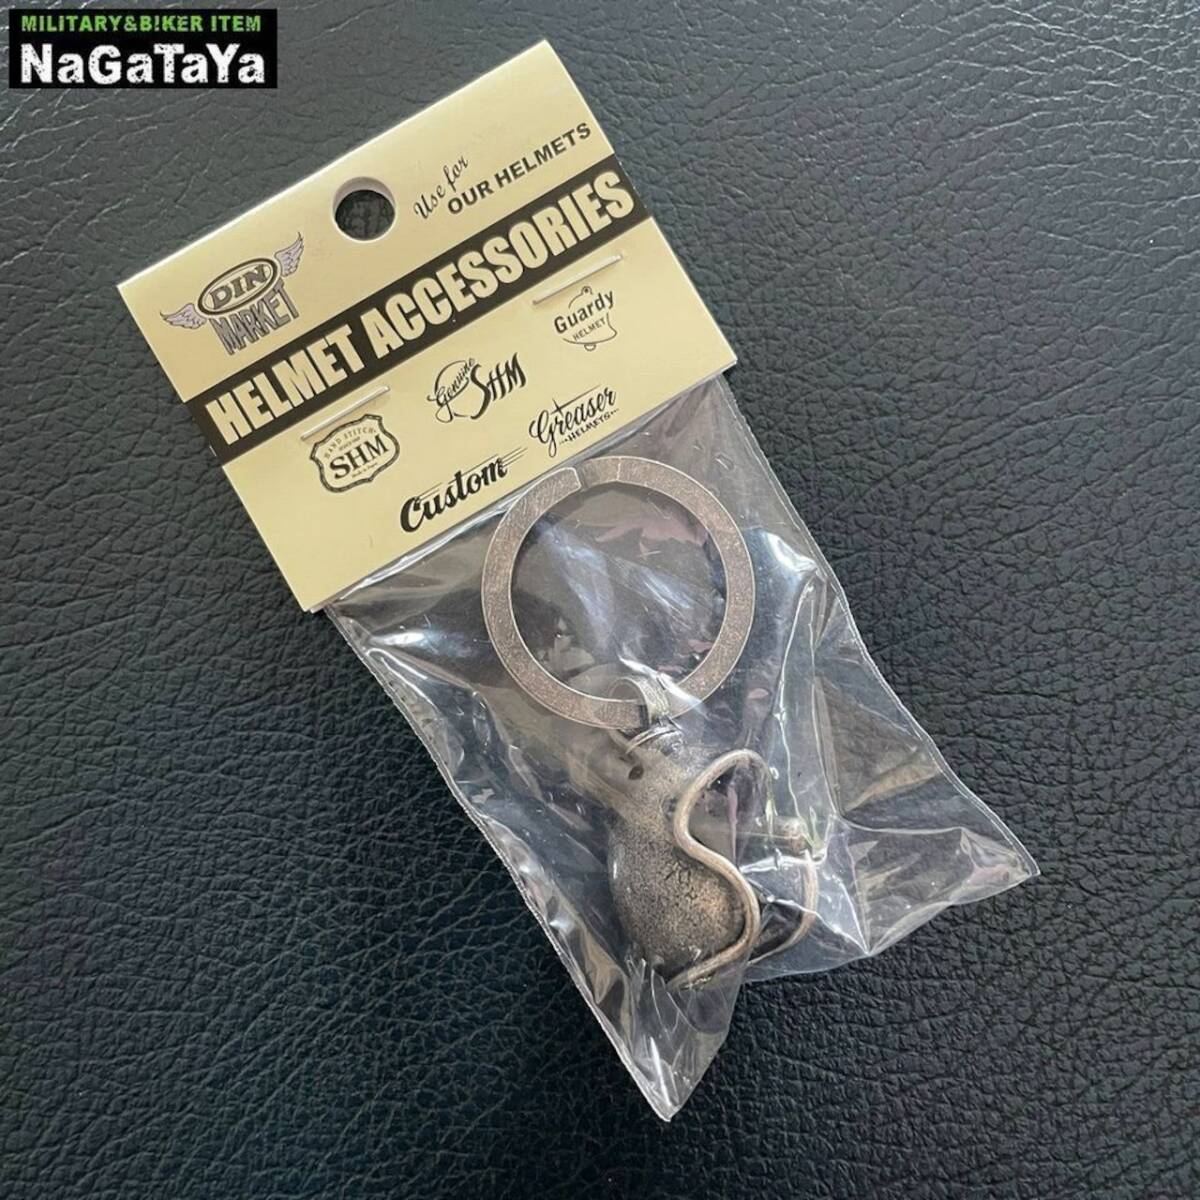 MILITARY&BIKER ITEM
NaGaTaYa
Use for
OUR HELMETS
DIN
MARKET
HELMET ACCESSORIES
Guardy
HELMET
Genuine
SHM
Greaser
HELMETS
HAND STITCH
SHM
Custom